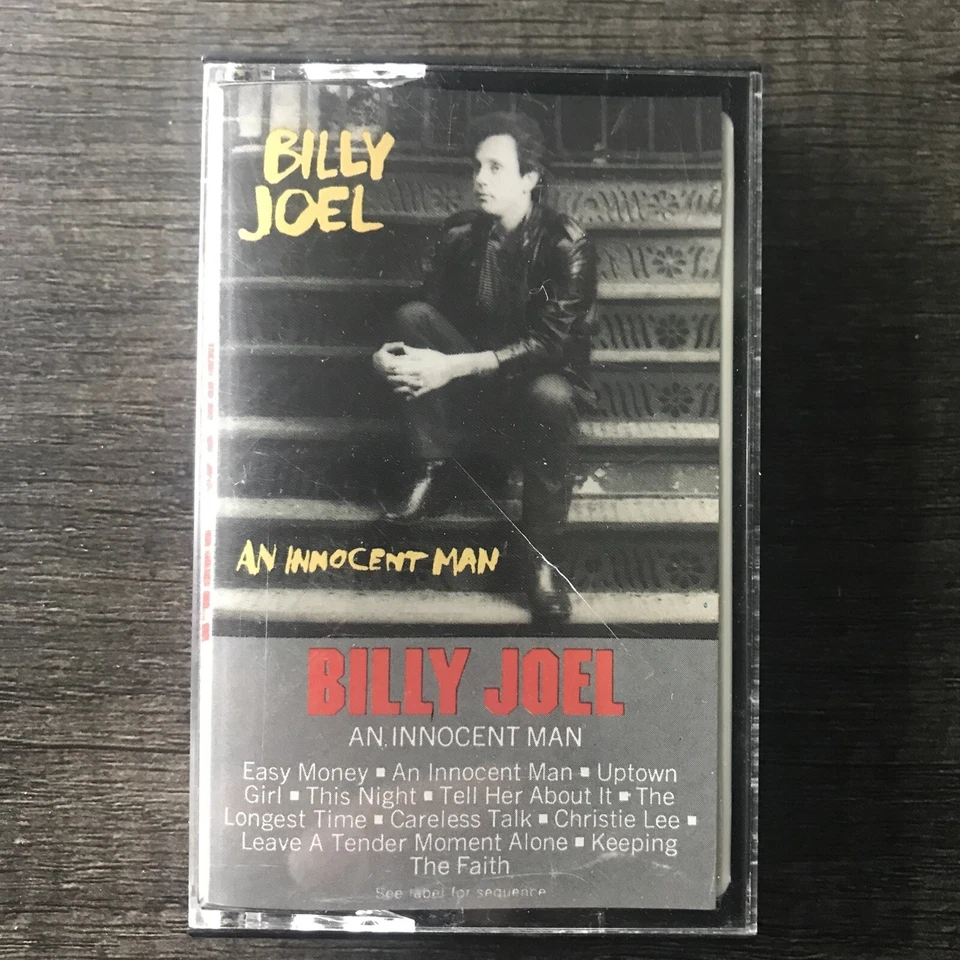 BILLY
JOEL
AN INNOCENT MAN
BILLY JOEL
AN INNOCENT MAN
Easy Money ▪ An Innocent Man ▪ Uptown
Girl ▪ This Night ▪ Tell Her About It ▪ The
Longest Time ▪ Careless Talk ▪ Christie Lee ▪
Leave A Tender Moment Alone ▪ Keeping
The Faith
See label for sequence